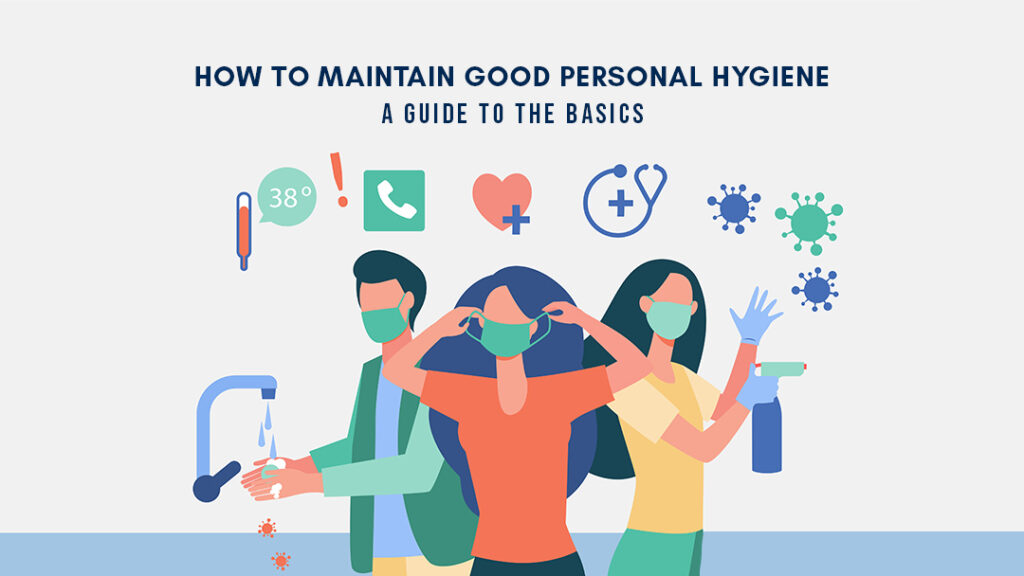 HOW TO MAINTAIN GOOD PERSONAL HYGIENE
A GUIDE TO THE BASICS
38°